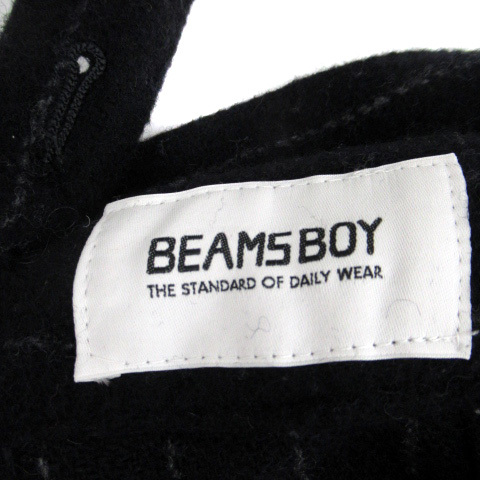 BEAMS BOY
THE STANDARD OF DAILY WEAR